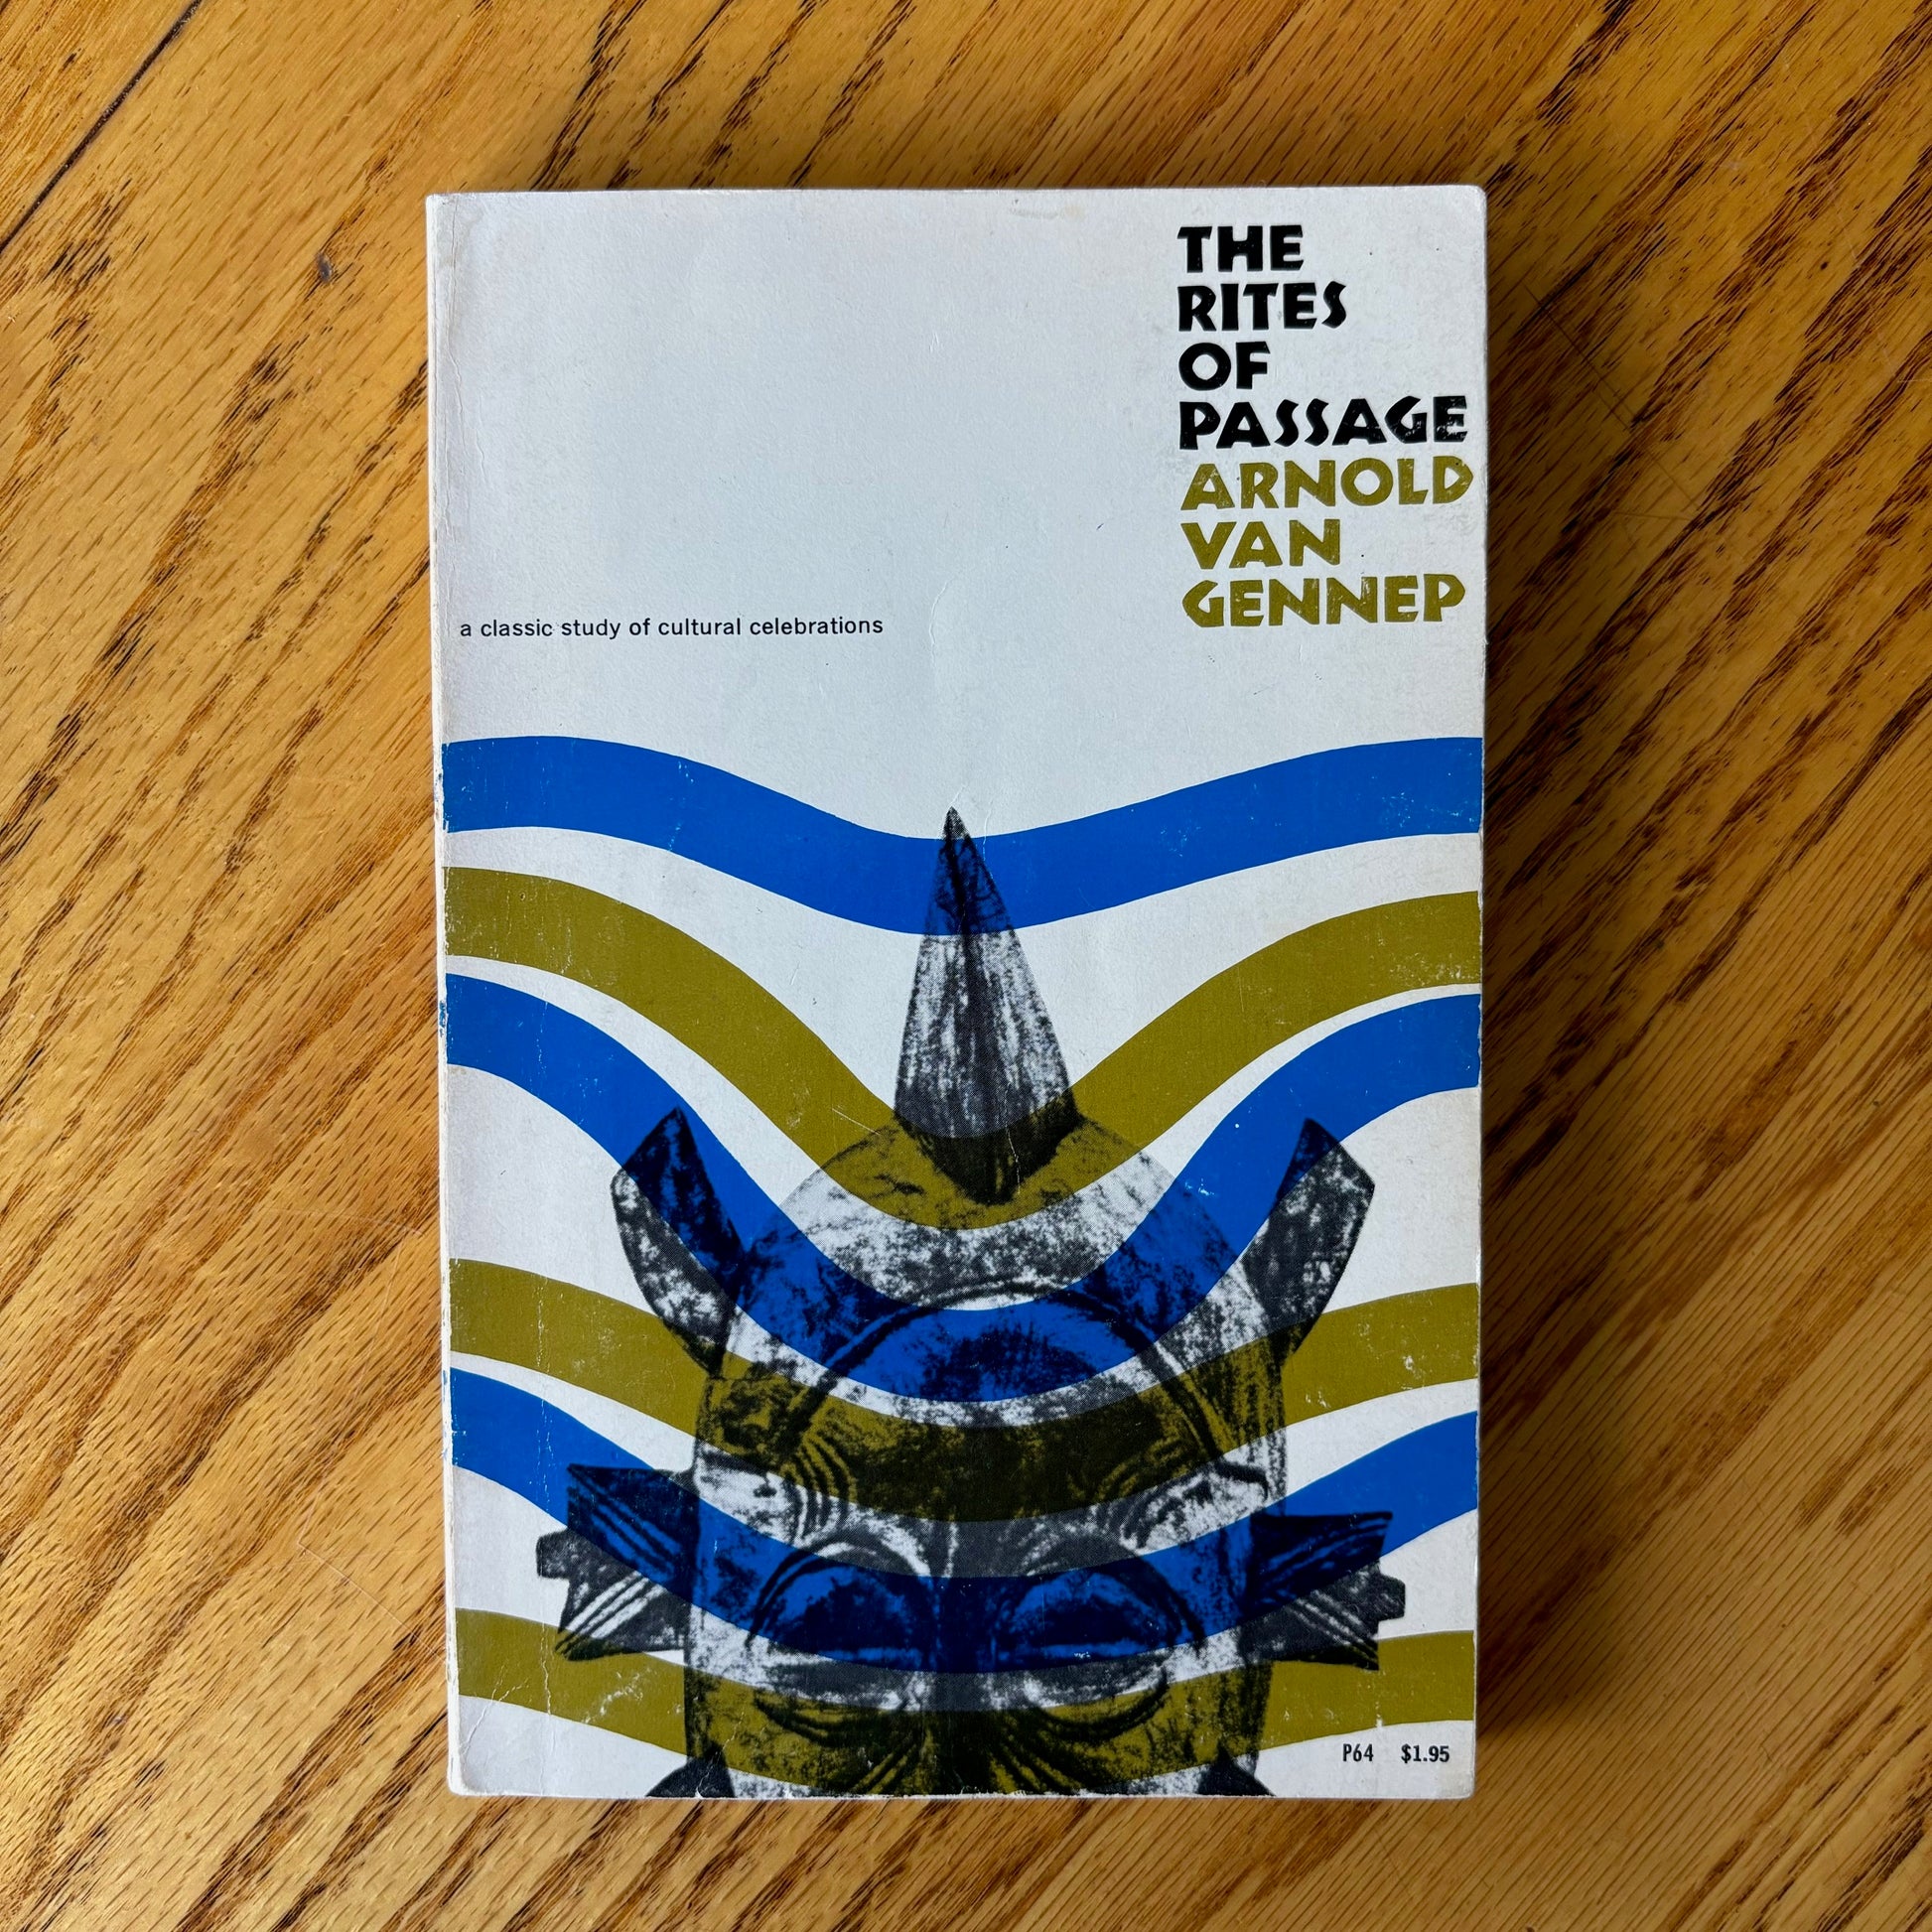 THE
RITES
OF
PASSAGE
ARNOLD
VAN
GENNEP
a classic study of cultural celebrations
P64 $1.95